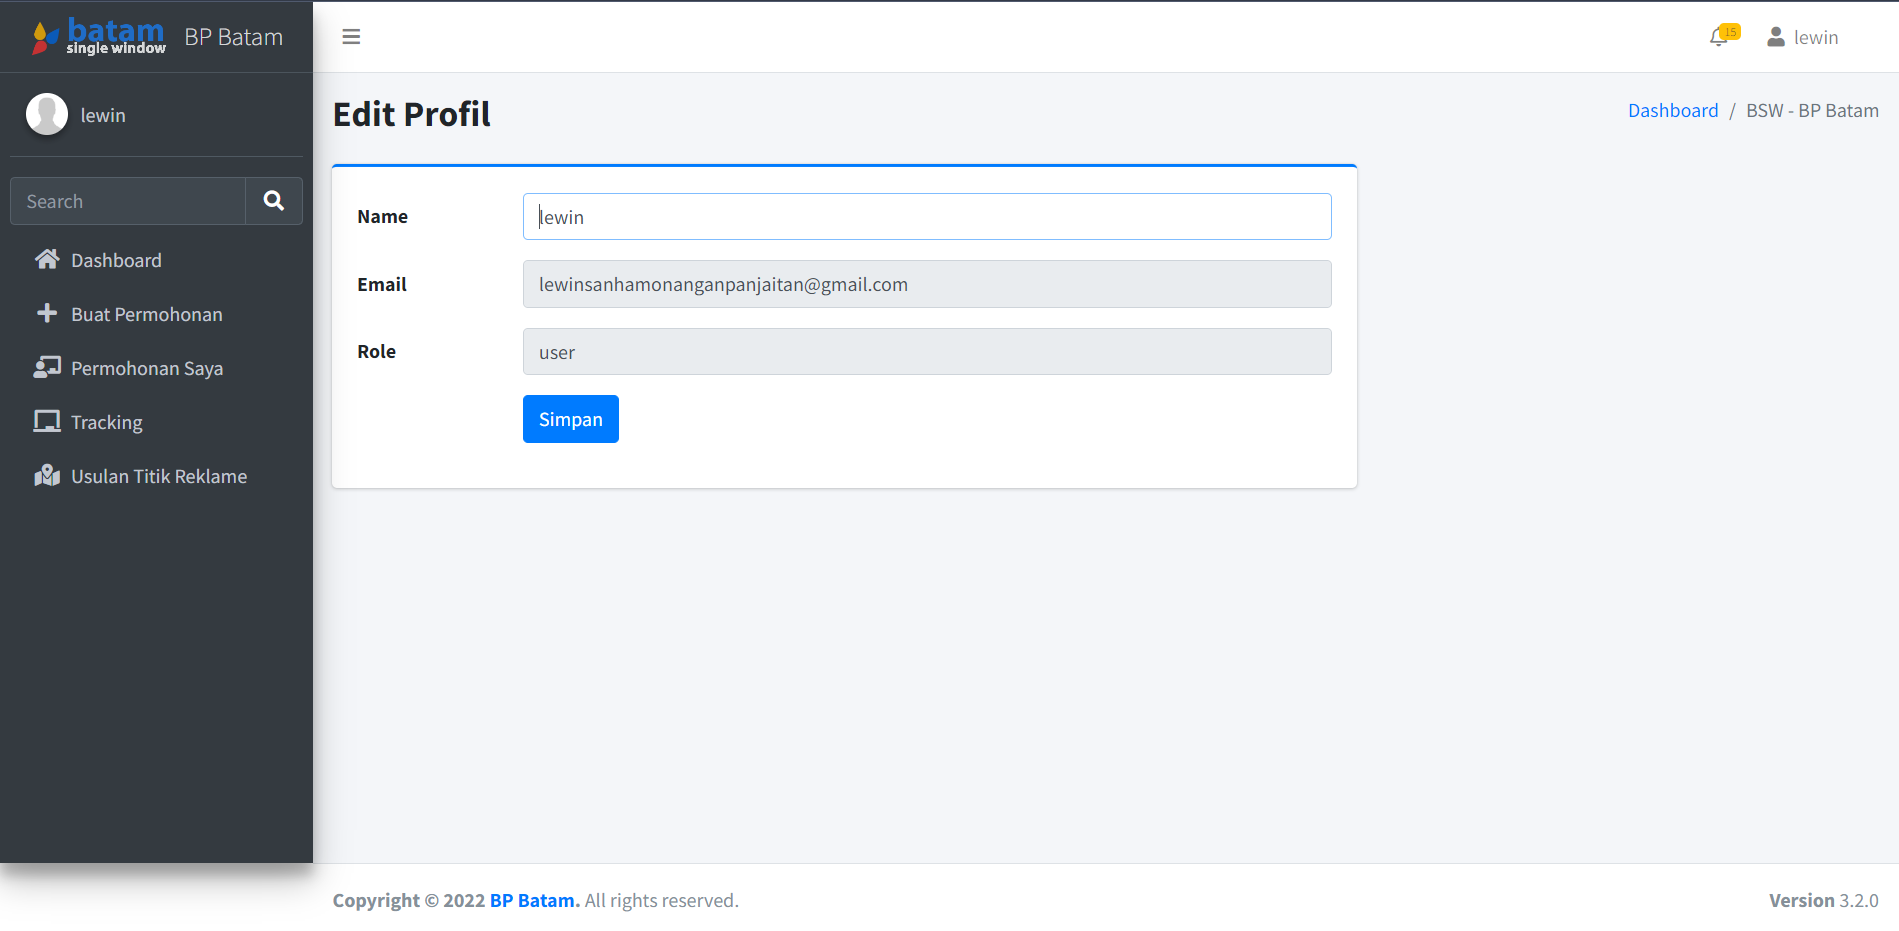 batam
single window
BP Batam
15
lewin
lewin
Edit Profil
Dashboard / BSW - BP Batam
Search
Dashboard
Buat Permohonan
Permohonan Saya
Tracking
Usulan Titik Reklame
Name
lewin
Email
lewinsanhamonanganpanjaitan@gmail.com
Role
user
Simpan
Copyright © 2022 BP Batam. All rights reserved.
Version 3.2.0